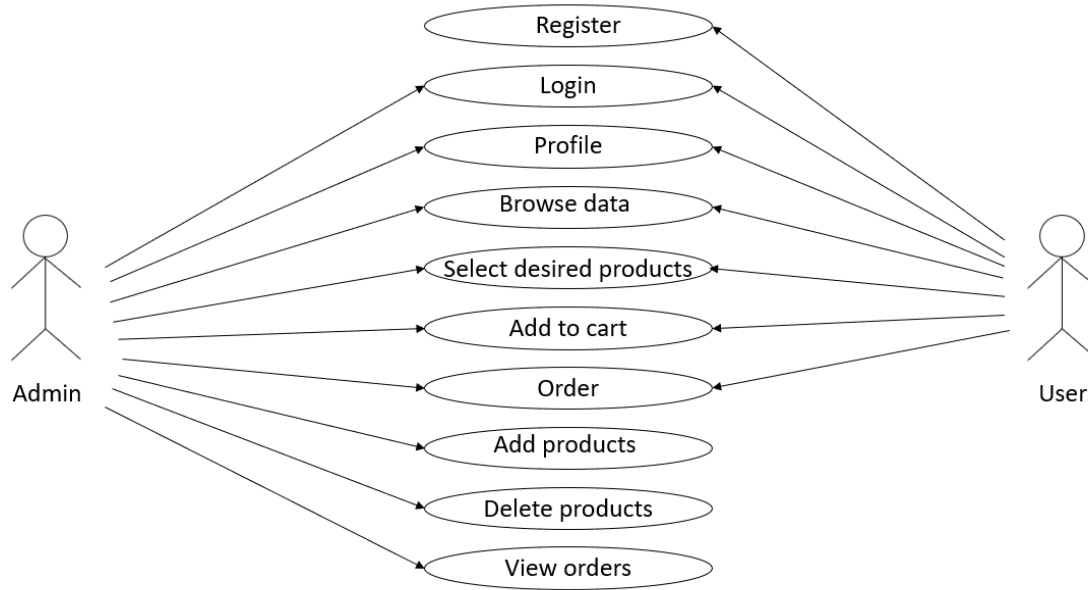 Register
Login
Profile
Browse data
Select desired products
Add to cart
Order
Add products
Delete products
View orders
Admin
User